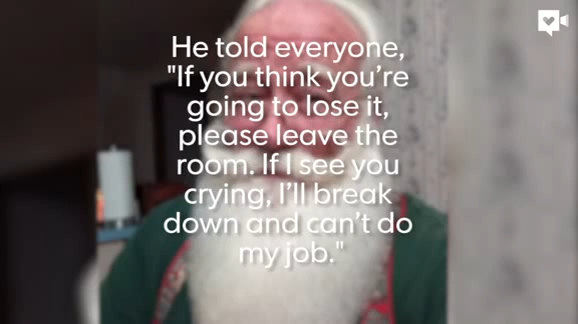 He told everyone,
"If you think you're
going to lose it,
please leave the
room. If I see you
crying, I'll break
down and can't do
my job."